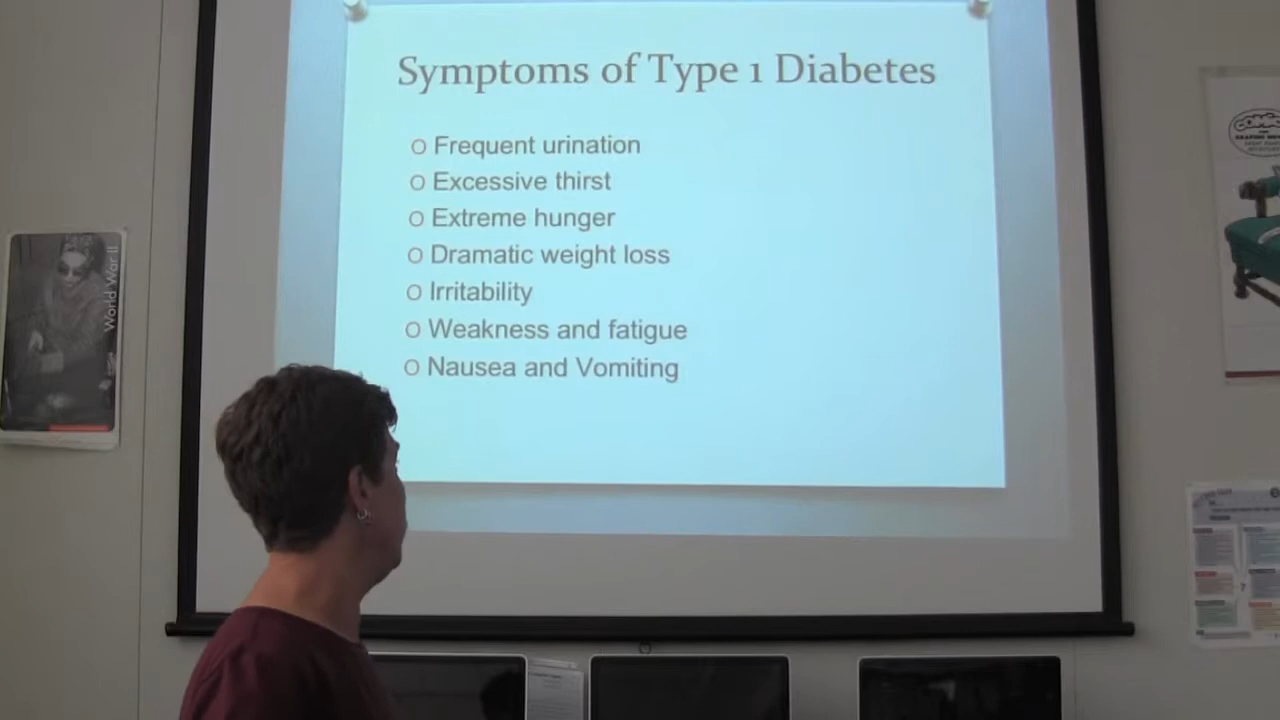 Symptoms of Type 1 Diabetes
Frequent urination
Excessive thirst
Extreme hunger
Dramatic weight loss
Irritability
Weakness and fatigue
Nausea and Vomiting
World War II